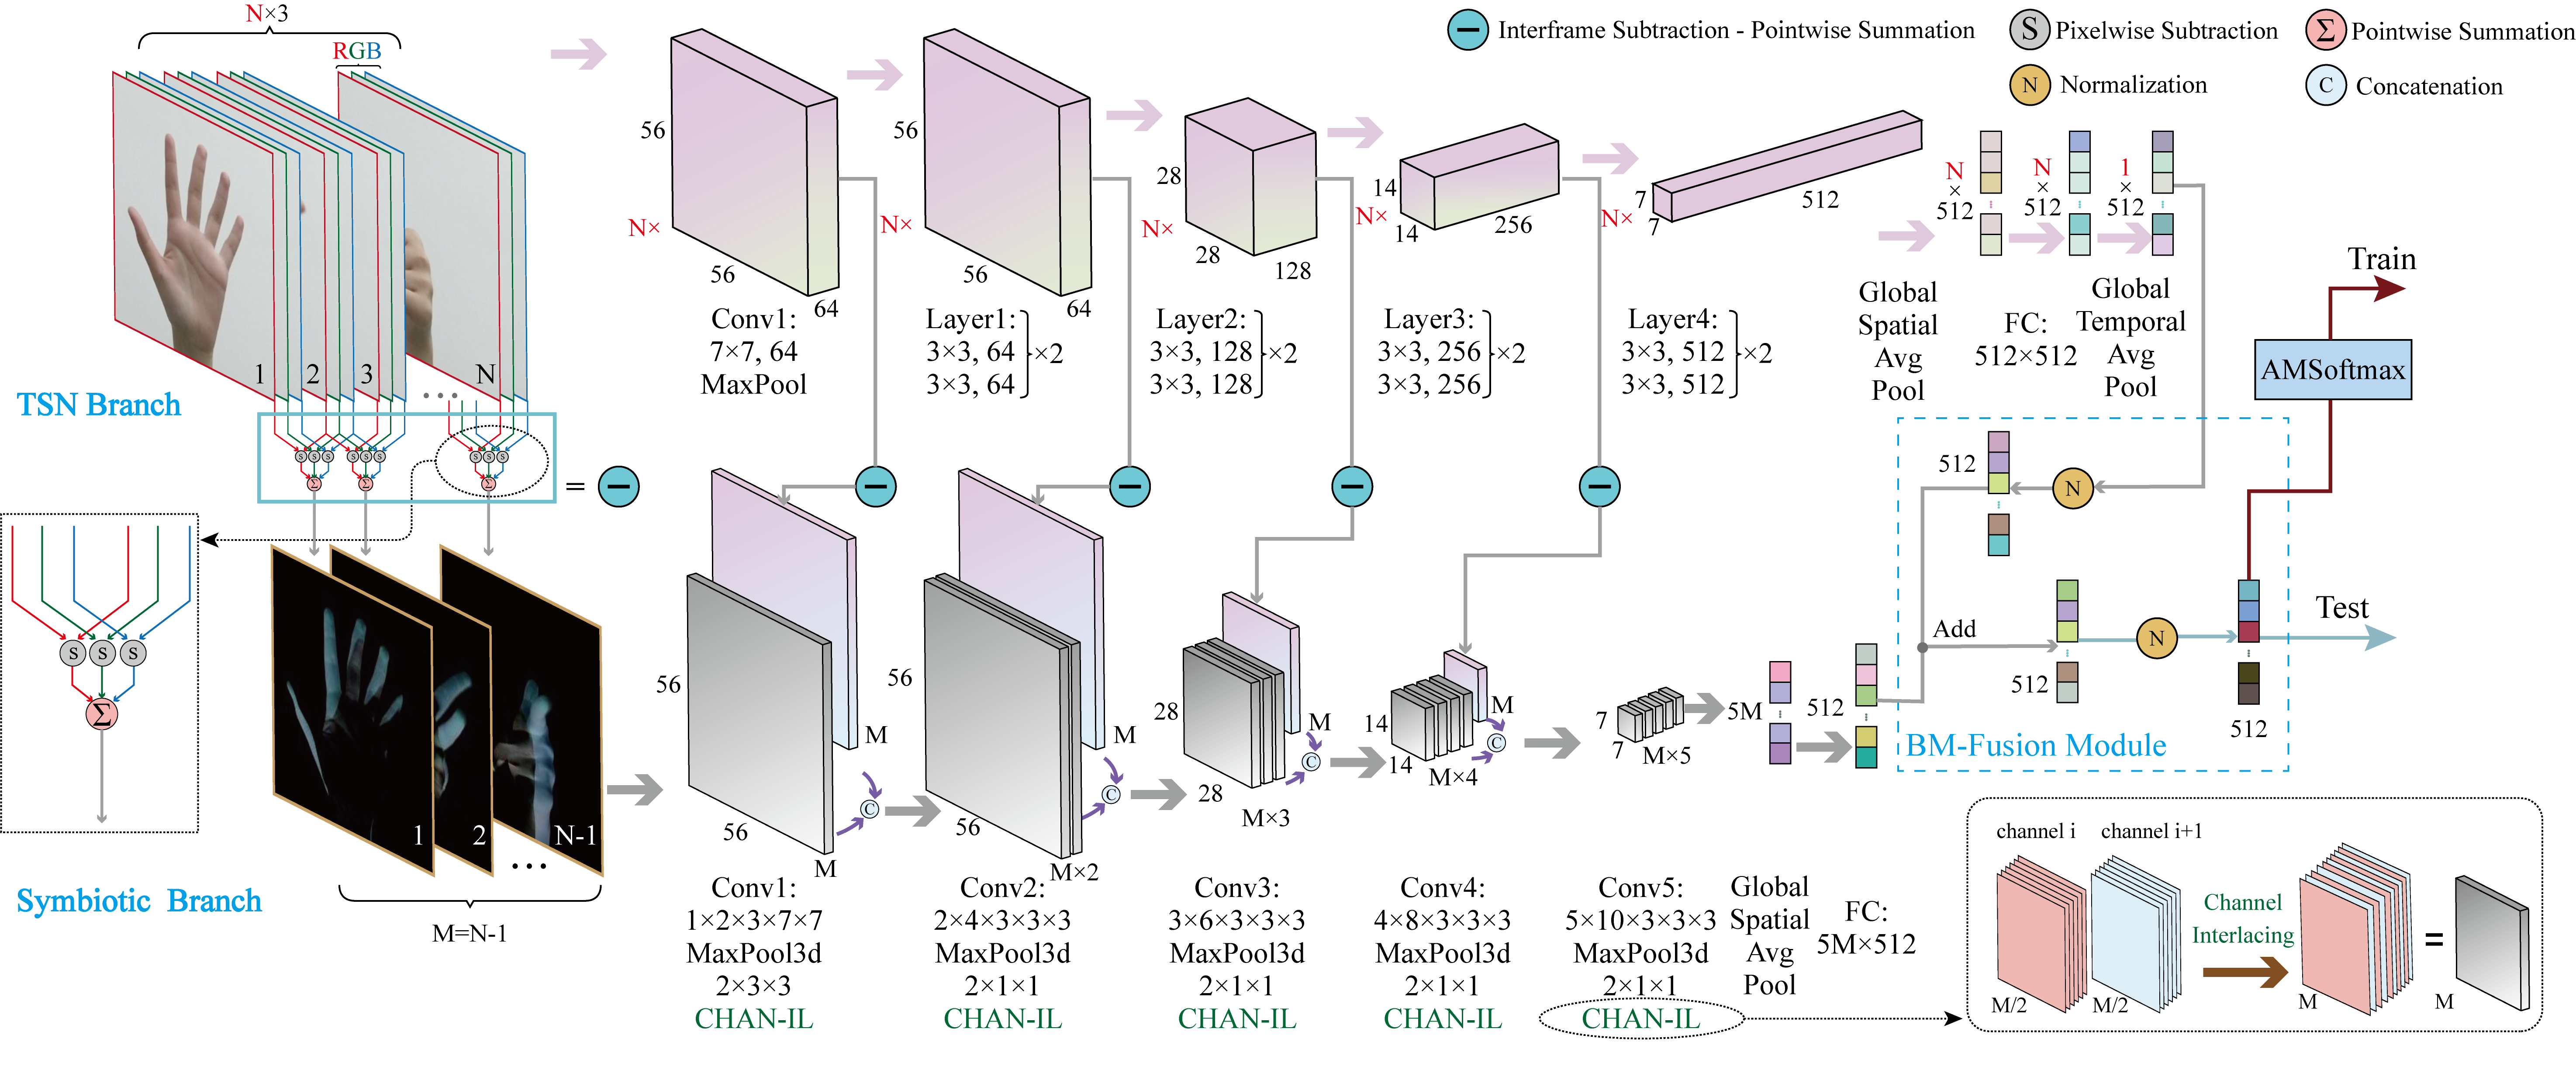 N×3
RGB
1
2
3
N
TSN Branch
=
−
Interframe Subtraction - Pointwise Summation
S
Pixelwise Subtraction
Σ
Pointwise Summation
N
Normalization
C
Concatenation
56
N×
56
64
Conv1:
7×7, 64
MaxPool
56
N×
56
64
Layer1:
3×3, 64
3×3, 64
×2
28
N×
28
128
Layer2:
3×3, 128
3×3, 128
×2
14
N×
14
256
Layer3:
3×3, 256
3×3, 256
×2
7
N×
7
512
Layer4:
3×3, 512
3×3, 512
×2
N
×
512
N
×
512
1
×
512
Global
Spatial
Avg
Pool
FC:
512×512
Global
Temporal
Avg
Pool
Train
AMSoftmax
512
N
Add
512
N
512
Test
BM-Fusion Module
S S S
Σ
S S S
Σ
S S S
Σ
S S S
Σ
1
2
N-1
Symbiotic Branch
M=N-1
−
−
−
−
56
56
M
M
C
Conv1:
1×2×3×7×7
MaxPool3d
2×3×3
CHAN-IL
56
56
M×2
M
C
Conv2:
2×4×3×3×3
MaxPool3d
2×1×1
CHAN-IL
28
28
M×3
M
C
Conv3:
3×6×3×3×3
MaxPool3d
2×1×1
CHAN-IL
14
14
M×4
M
C
Conv4:
4×8×3×3×3
MaxPool3d
2×1×1
CHAN-IL
7
7
M×5
Conv5:
5×10×3×3×3
MaxPool3d
2×1×1
CHAN-IL
5M
512
Global
Spatial
Avg
Pool
FC:
5M×512
channel i
channel i+1
M/2
M/2
Channel
Interlacing
M
=
M